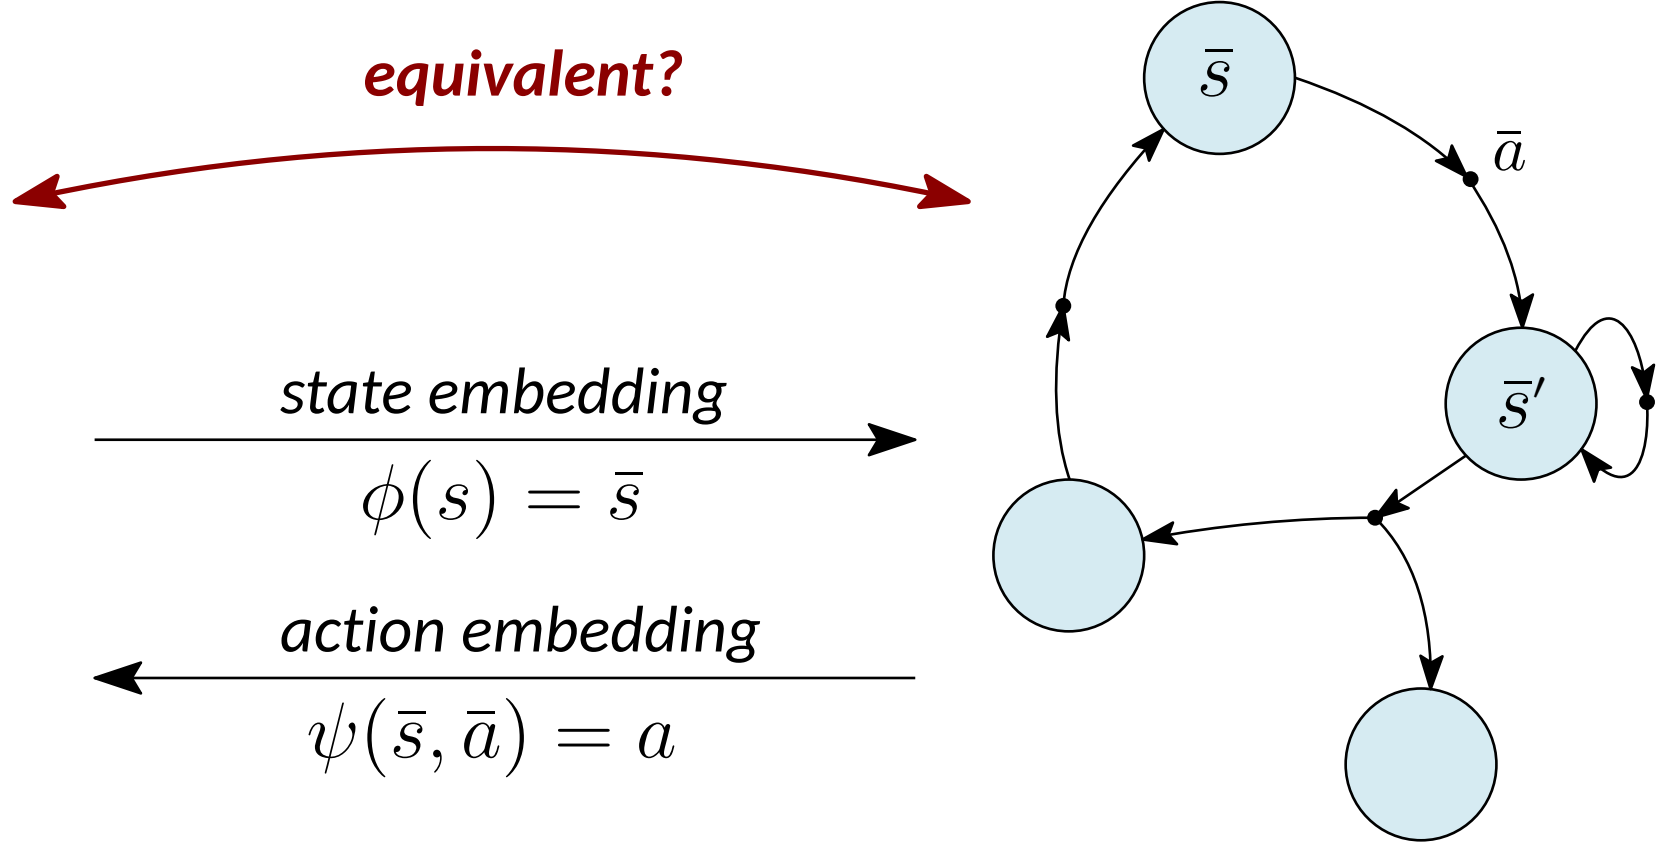 equivalent?
s̅
a̅
state embedding
ϕ(s) = s̅
s̅′
action embedding
ψ(s̅, a̅) = a